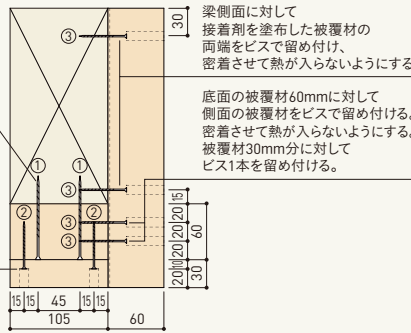 30
梁側面に対して
接着剤を塗布した被覆材の
両端をビスで留め付け、
密着させて熱が入らないようにする
底面の被覆材60mmに対して
側面の被覆材をビスで留め付ける。
密着させて熱が入らないようにする。
被覆材30mm分に対して
ビス1本を留め付ける。
③
① ①
③
② ②
③
③
15
20
20
20
60
10
20
30
15 15 45 15 15
105 60